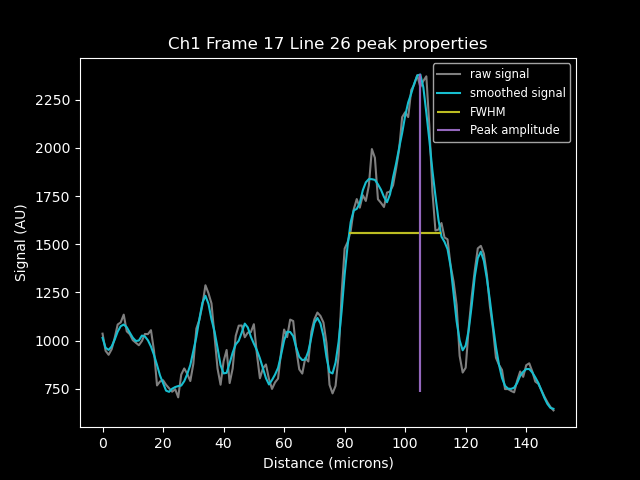 Ch1 Frame 17 Line 26 peak properties
raw signal
smoothed signal
FWHM
Peak amplitude
Signal (AU)
2250
2000
1750
1500
1250
1000
750
0 20 40 60 80 100 120 140
Distance (microns)